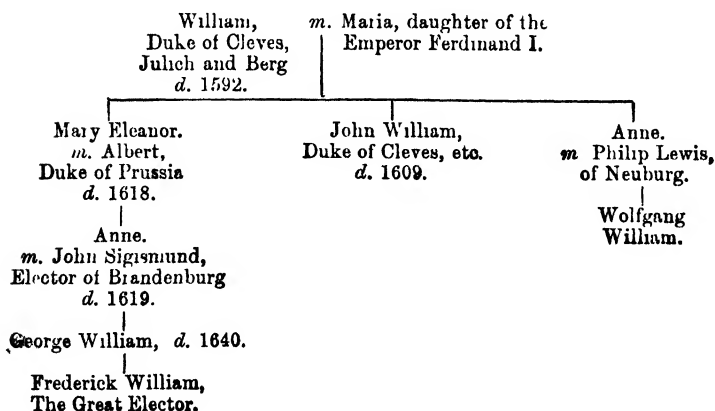 William,
Duke of Cleves,
Julich and Berg
d. 1592.
m. Maria, daughter of the
Emperor Ferdinand I.
Mary Eleanor.
m. Albert,
Duke of Prussia
d. 1618.
John William,
Duke of Cleves, etc.
d. 1609.
Anne.
m Philip Lewis,
of Neuburg.
Wolfgang
William.
Anne.
m. John Sigismund,
Elector of Brandenburg
d. 1619.
George William, d. 1640.
Frederick William,
The Great Elector.